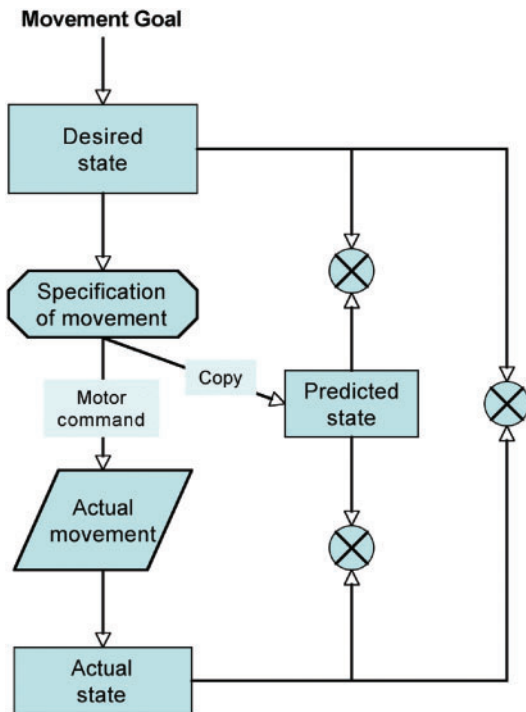 Movement Goal
Desired
state
Specification
of movement
Copy
Motor
command
Predicted
state
Actual
movement
Actual
state